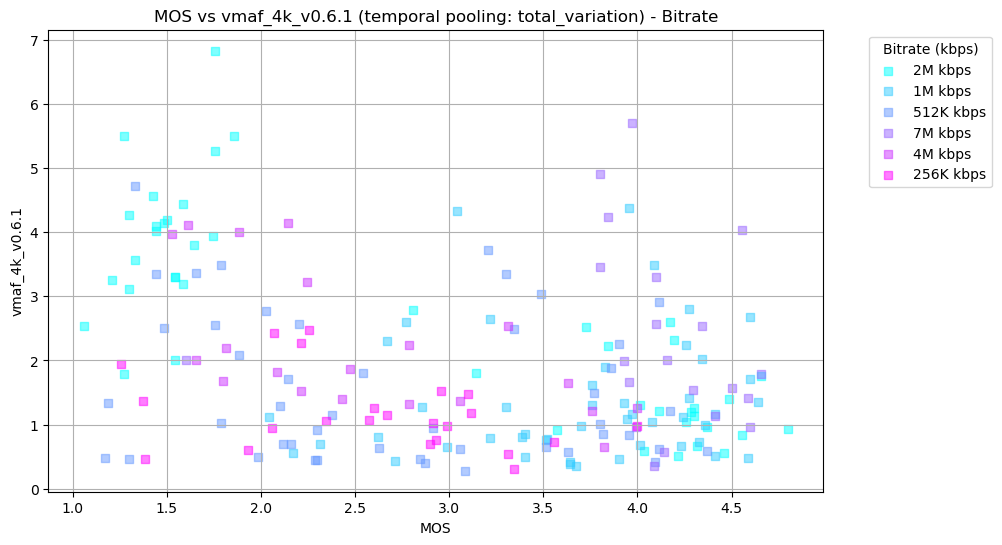 MOS vs vmaf_4k_v0.6.1 (temporal pooling: total_variation) - Bitrate
Bitrate (kbps)
2M kbps
1M kbps
512K kbps
7M kbps
4M kbps
256K kbps
vmaf_4k_v0.6.1
7
6
5
4
3
2
1
0
1.0 1.5 2.0 2.5 3.0 3.5 4.0 4.5
MOS